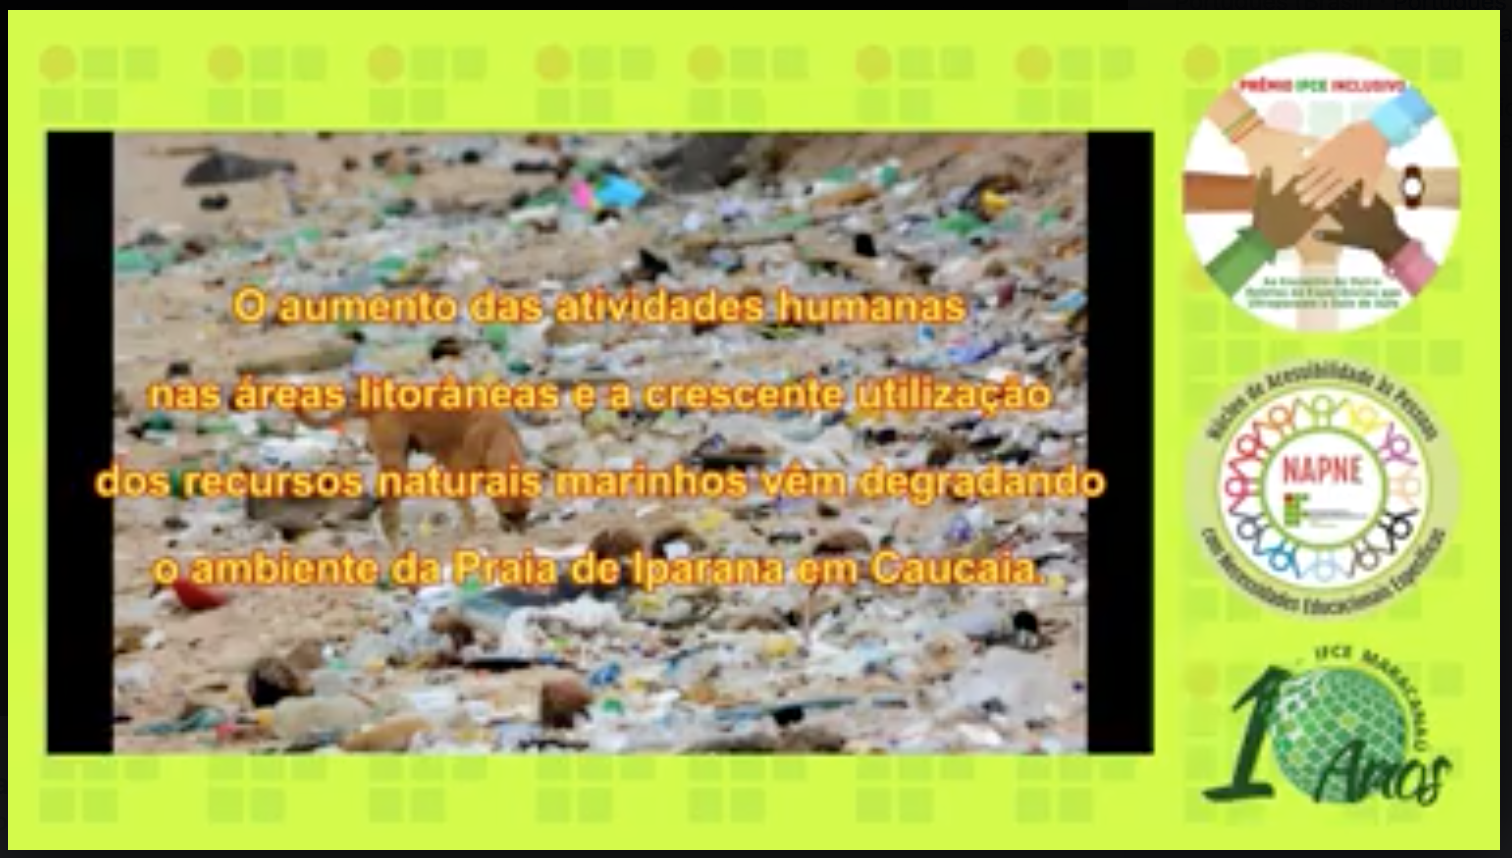 O aumento das atividades humanas
nas áreas litorâneas e a crescente utilização
dos recursos naturais marinhos vêm degradando
o ambiente da Praia de Iparana em Caucaia.
PRÊMIO IFCE INCLUSIVO
Núcleo de Acessibilidade às Pessoas
NAPNE
com Necessidades Educacionais Específicas
IFCE MARACANAÚ
10 Anos